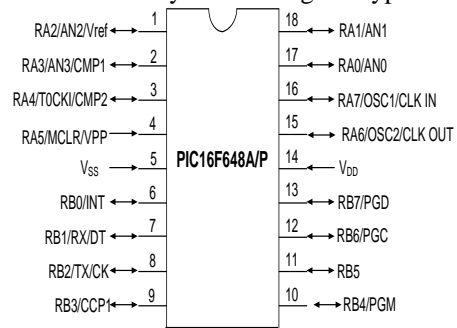 RA2/AN2/Vref 1 18 RA1/AN1
RA3/AN3/CMP1 2 17 RA0/AN0
RA4/T0CKI/CMP2 3 16 RA7/OSC1/CLK IN
RA5/MCLR/VPP 4 15 RA6/OSC2/CLK OUT
VSS 5 PIC16F648A/P 14 VDD
RB0/INT 6 13 RB7/PGD
RB1/RX/DT 7 12 RB6/PGC
RB2/TX/CK 8 11 RB5
RB3/CCP1 9 10 RB4/PGM